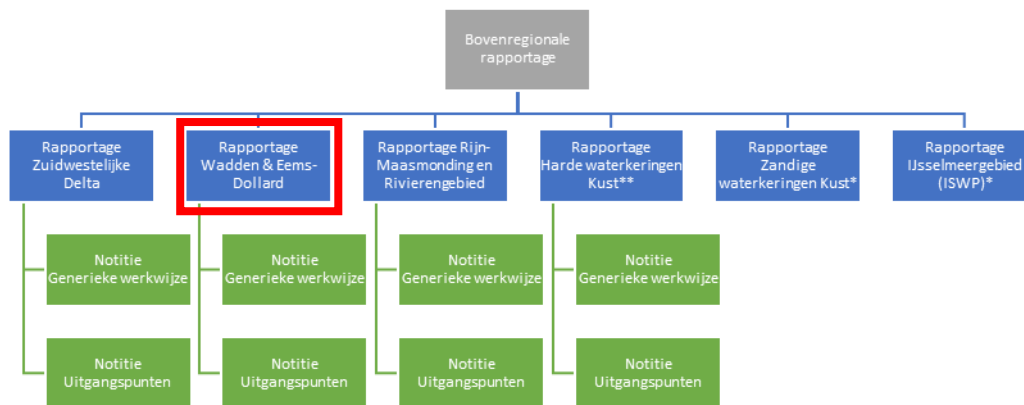 Bovenregionale
rapportage
Rapportage
Zuidwestelijke
Delta
Rapportage
Wadden & Eems-
Dollard
Rapportage Rijn-
Maasmonding en
Rivierengebied
Rapportage
Harde waterkeringen
Kust**
Rapportage
Zandige
waterkeringen Kust*
Rapportage
IJsselmeergebied
(ISWP)*
Notitie
Generieke werkwijze
Notitie
Generieke werkwijze
Notitie
Generieke werkwijze
Notitie
Generieke werkwijze
Notitie
Uitgangspunten
Notitie
Uitgangspunten
Notitie
Uitgangspunten
Notitie
Uitgangspunten